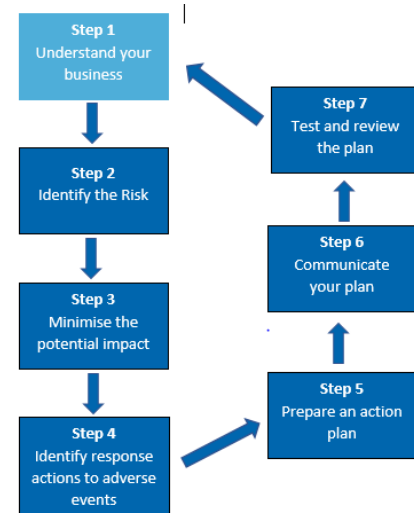 Step 1
Understand your
business
Step 2
Identify the Risk
Step 3
Minimise the
potential impact
Step 4
Identify response
actions to adverse
events
Step 5
Prepare an action
plan
Step 6
Communicate
your plan
Step 7
Test and review
the plan